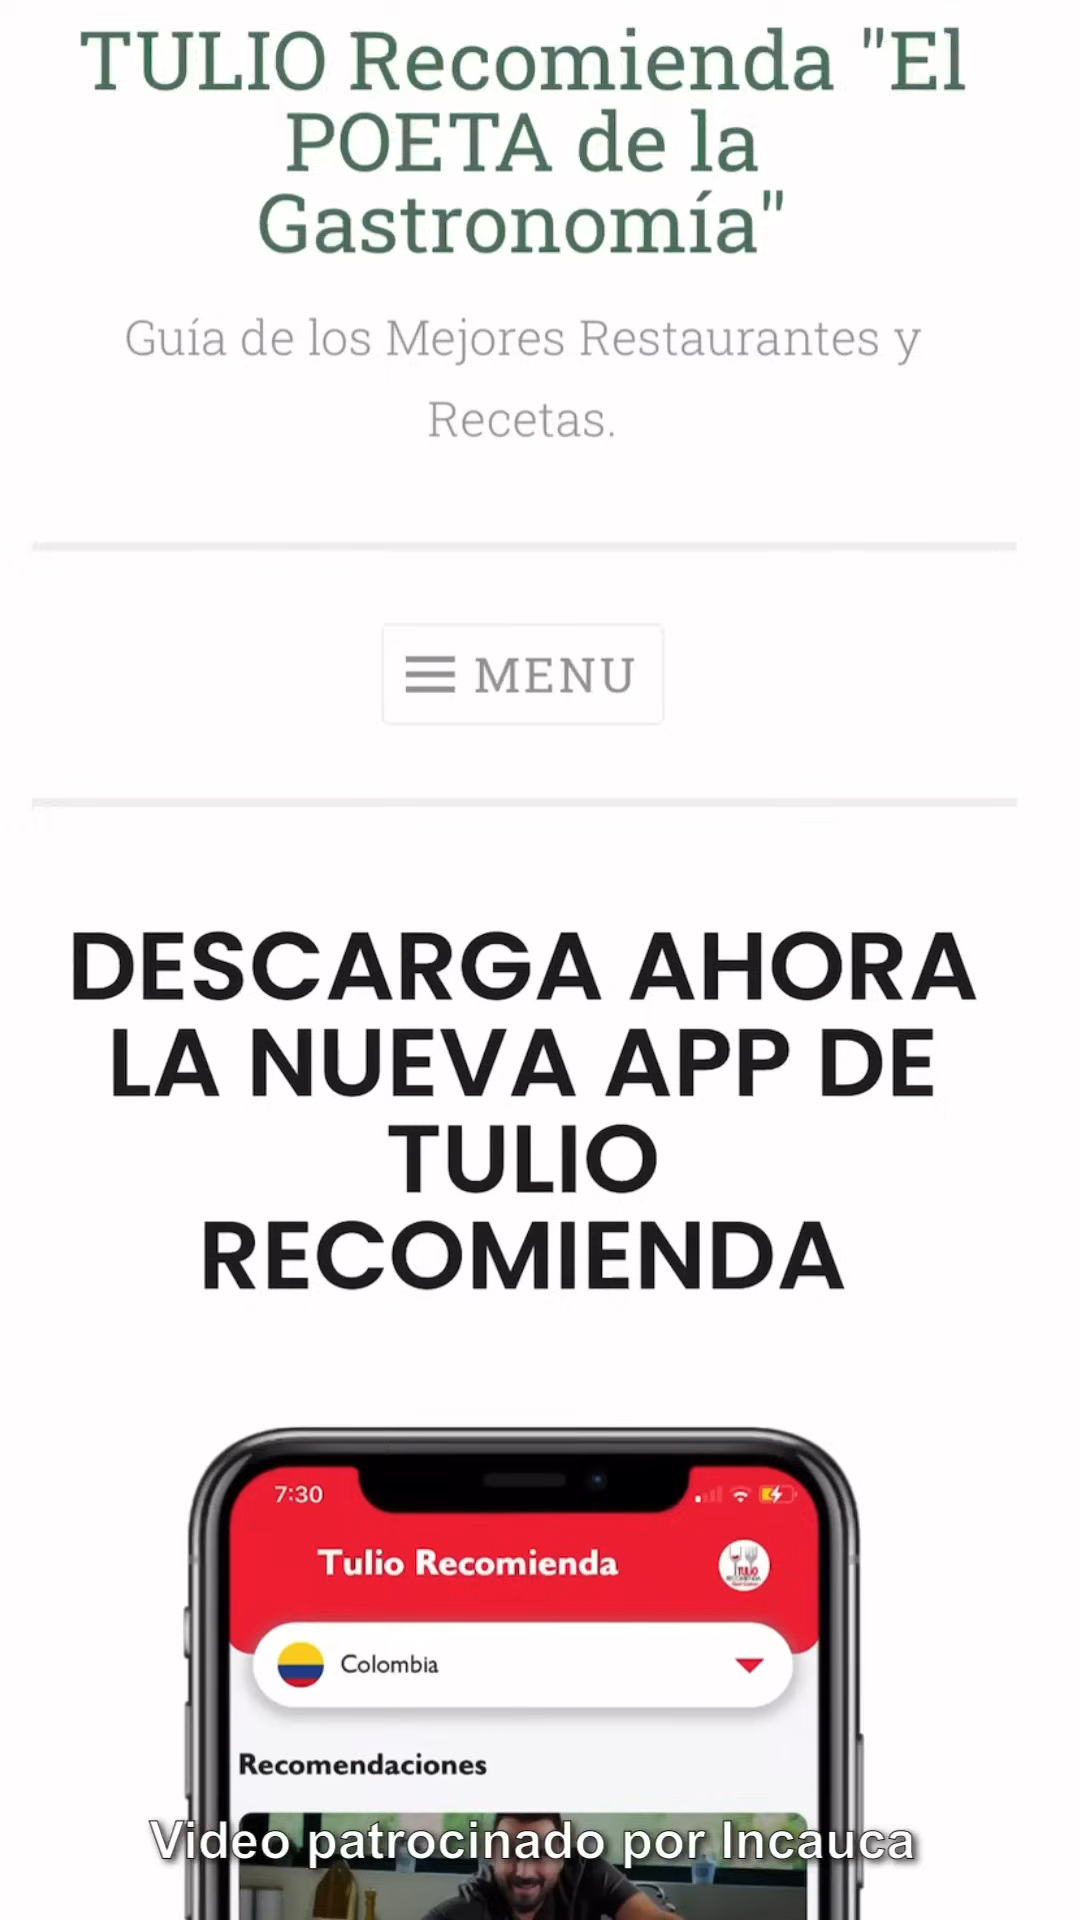 TULIO Recomienda "El
POETA de la
Gastronomía"
Guía de los Mejores Restaurantes y
Recetas.
MENU
DESCARGA AHORA
LA NUEVA APP DE
TULIO
RECOMIENDA
7:30
Tulio Recomienda
TULIO
Colombia
Recomendaciones
Video patrocinado por Incauca